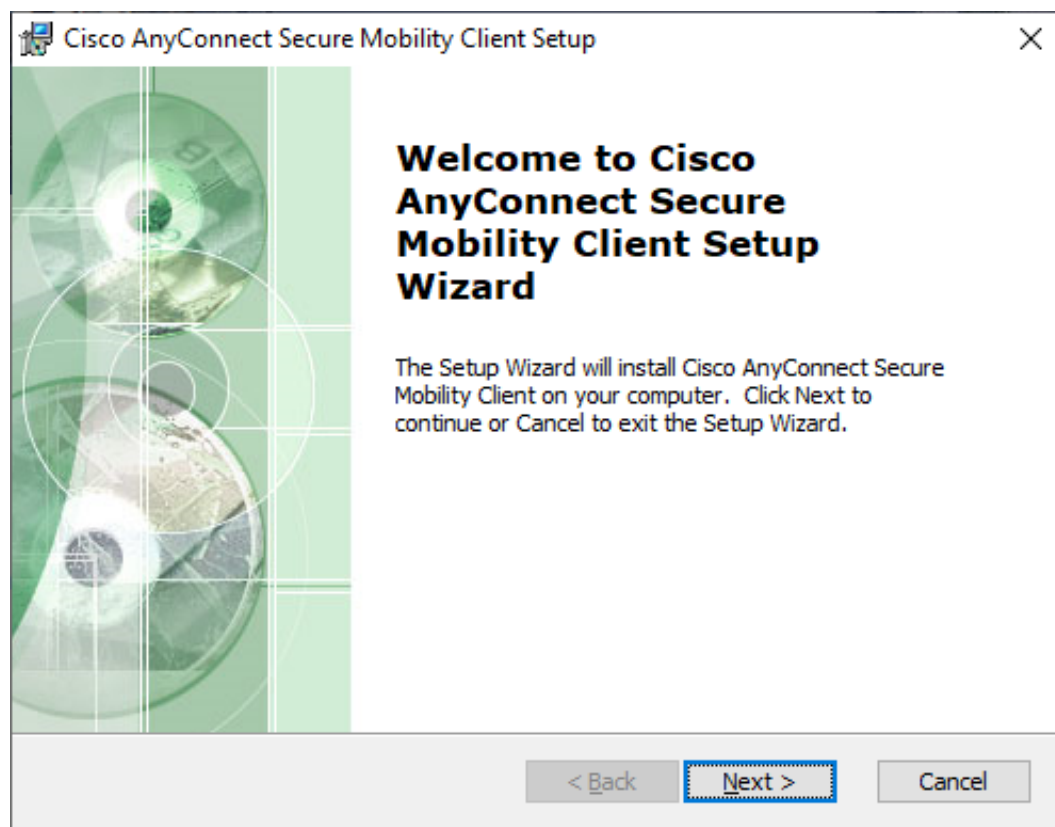 Cisco AnyConnect Secure Mobility Client Setup
Welcome to Cisco
AnyConnect Secure
Mobility Client Setup
Wizard
The Setup Wizard will install Cisco AnyConnect Secure
Mobility Client on your computer.  Click Next to
continue or Cancel to exit the Setup Wizard.
< Back
Next >
Cancel